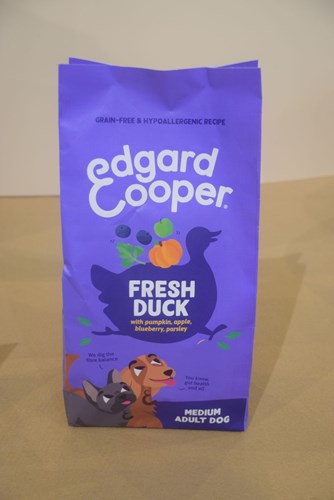 GRAIN-FREE & HYPOALLERGENIC RECIPE
edgard
Cooper
FRESH
DUCK
with pumpkin, apple,
blueberry, parsley
MEDIUM
ADULT DOG